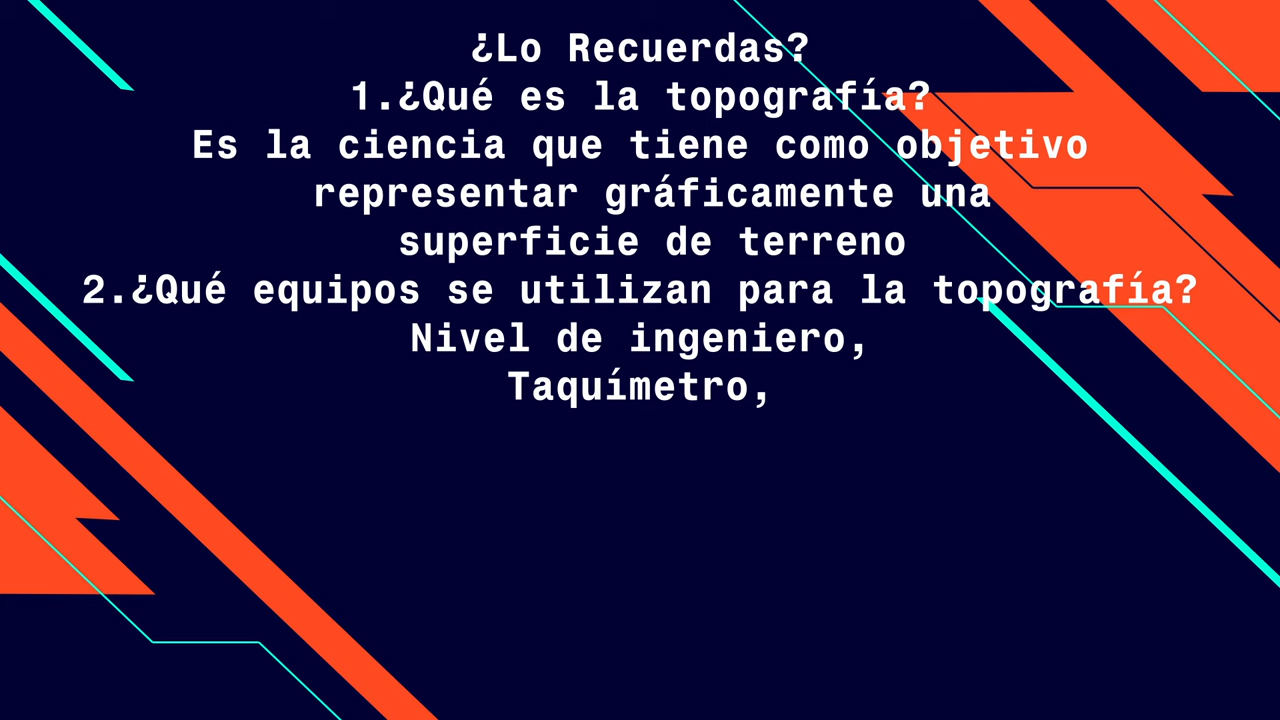 ¿Lo Recuerdas?
1.¿Qué es la topografía?
Es la ciencia que tiene como objetivo
representar gráficamente una
superficie de terreno
2.¿Qué equipos se utilizan para la topografía?
Nivel de ingeniero,
Taquímetro,